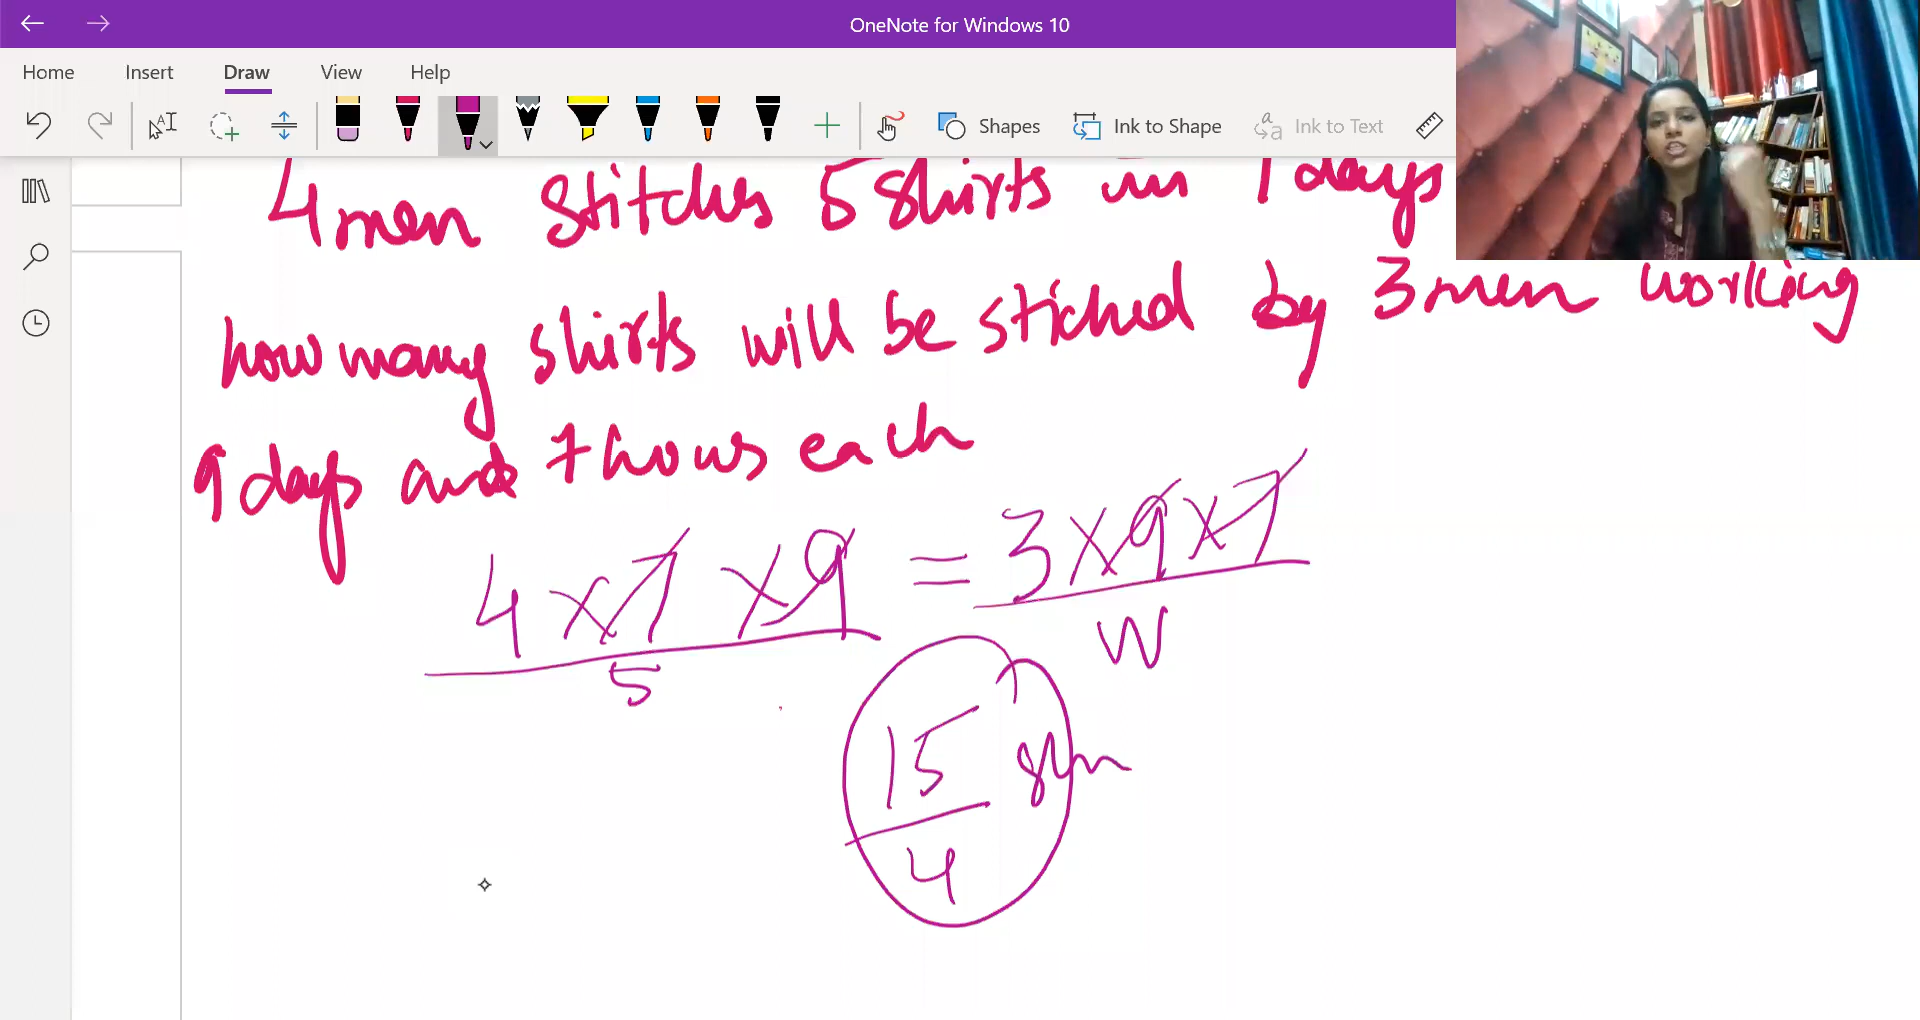 OneNote for Windows 10
Home Insert Draw View Help
Shapes Ink to Shape Ink to Text
4 men stitches 5 shirts in 7 days
how many shirts will be stiched by 3 men working
9 days and 7 hours each
4 × 7 × 9 = 3 × 9 × 7
5 W
15
4